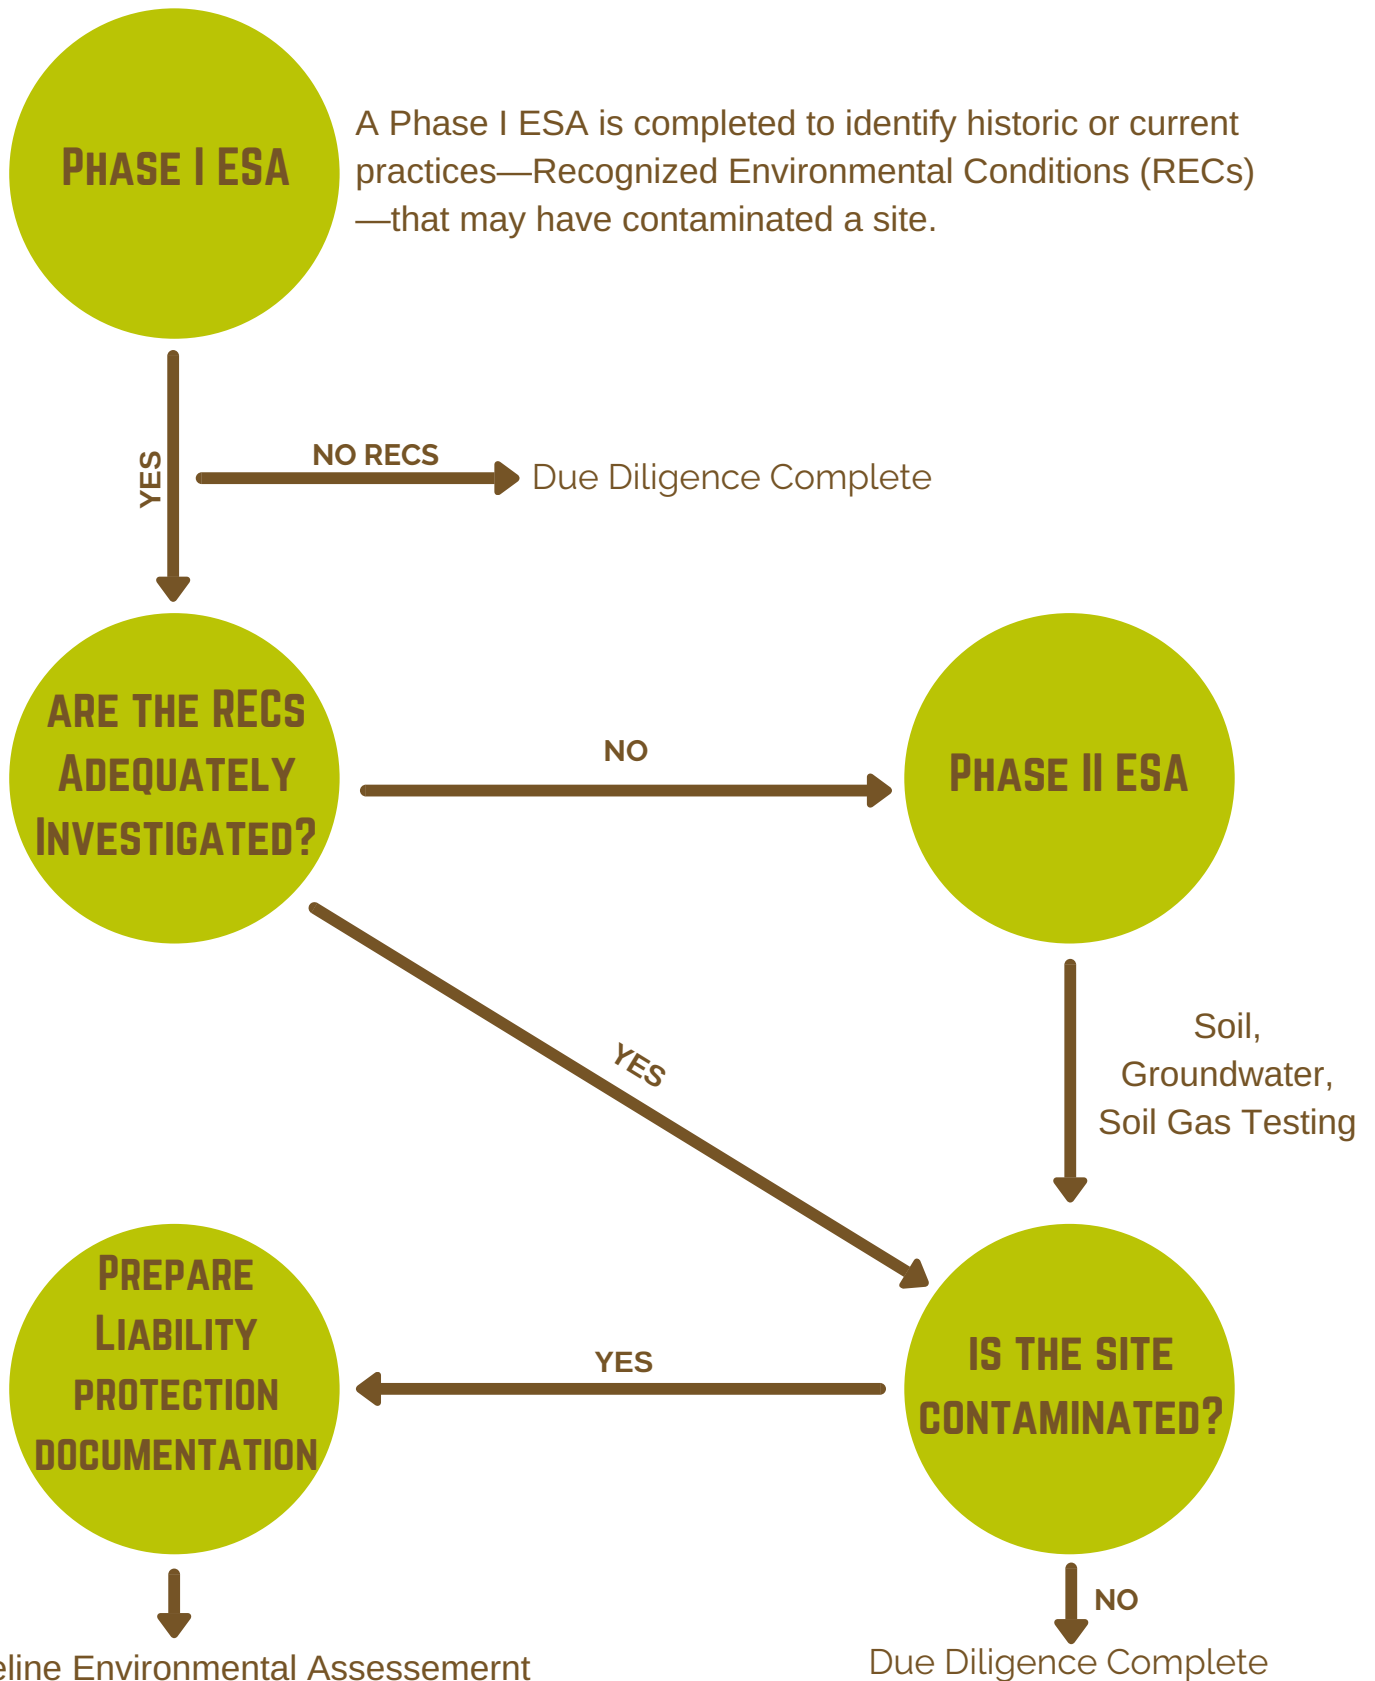 Phase I ESA
A Phase I ESA is completed to identify historic or current
practices—Recognized Environmental Conditions (RECs)
—that may have contaminated a site.
YES
NO RECS
Due Diligence Complete
are the RECs
Adequately
Investigated?
NO
Phase II ESA
YES
Soil,
Groundwater,
Soil Gas Testing
Prepare
Liability
protection
documentation
YES
is the site
contaminated?
NO
Environmental Assessemernt
Due Diligence Complete